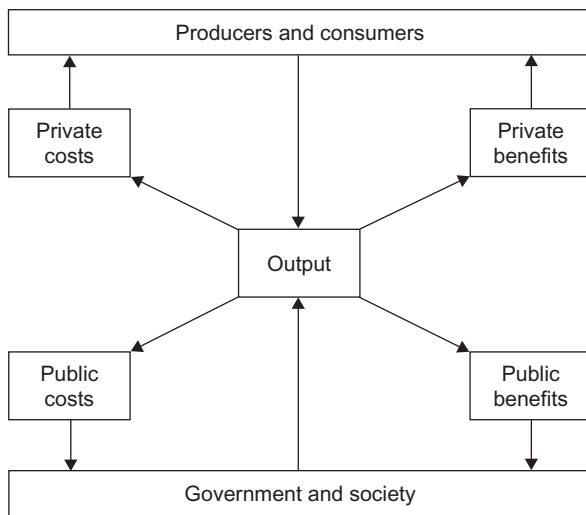 Producers and consumers
Private
costs
Private
benefits
Output
Public
costs
Public
benefits
Government and society